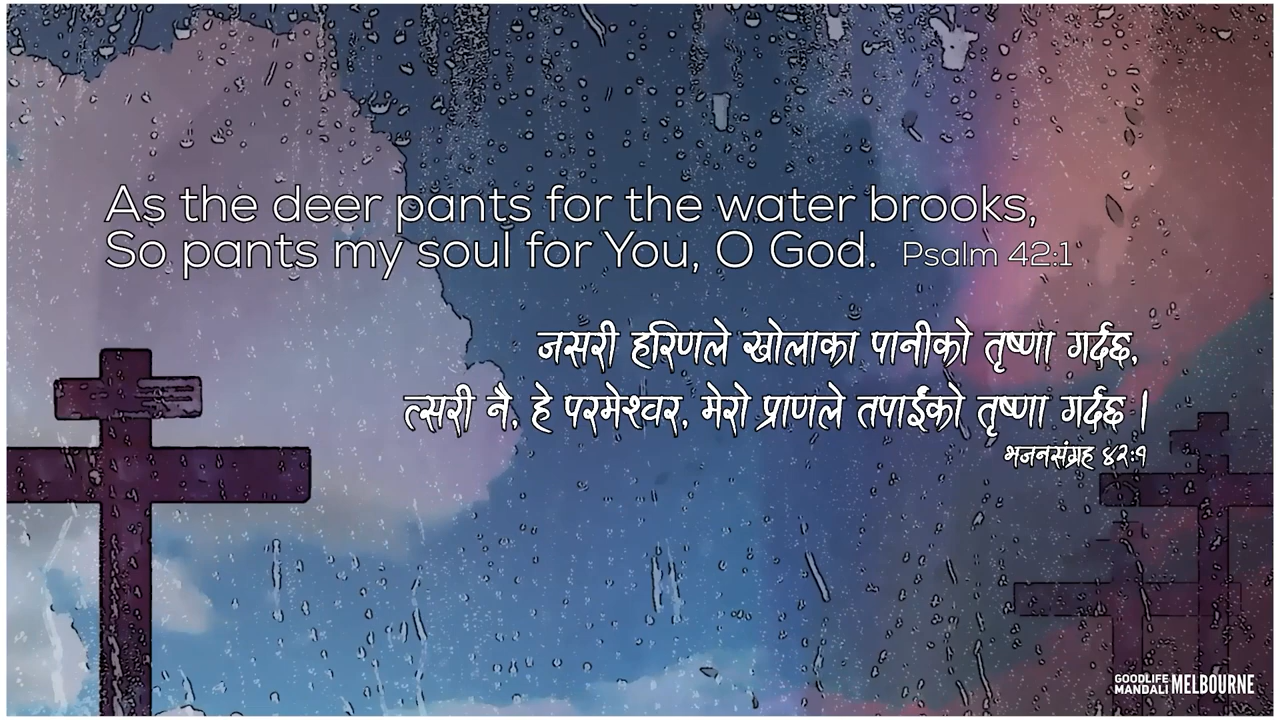 As the deer pants for the water brooks,
So pants my soul for You, O God. Psalm 42:1
जसरी हरिणले खोलाका पानीको तृष्णा गर्दछ,
त्सरी नै, हे परमेश्वर, मेरो प्राणले तपाईंको तृष्णा गर्दछ |
भजनसंग्रह ४२:१
GOODLIFE
MANDALI MELBOURNE